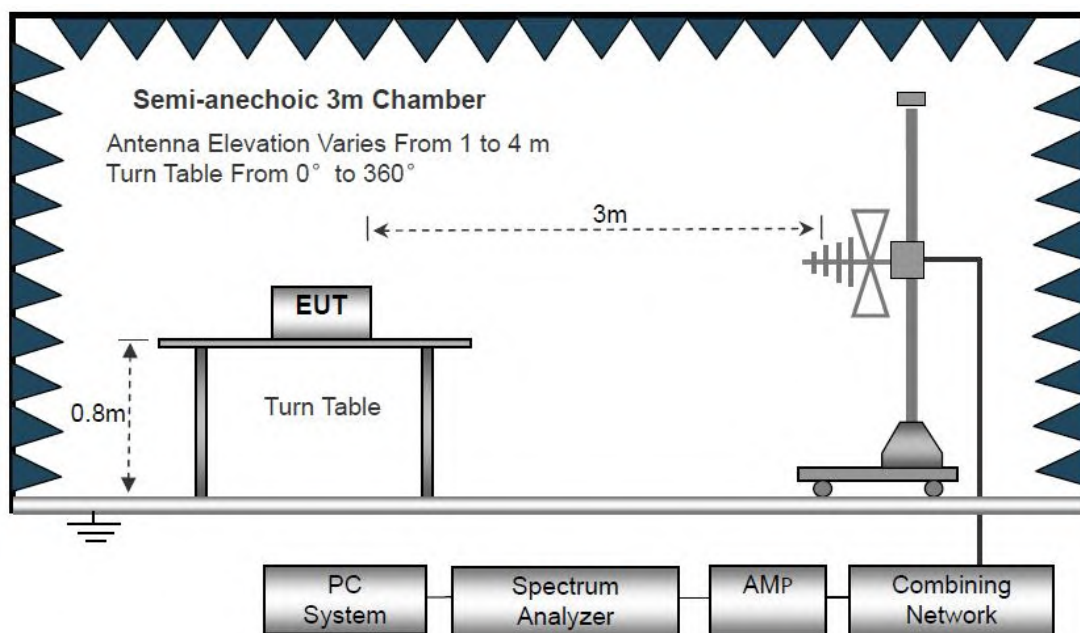 Semi-anechoic 3m Chamber
Antenna Elevation Varies From 1 to 4 m
Turn Table From 0° to 360°
3m
EUT
0.8m
Turn Table
PC
System
Spectrum
Analyzer
AMP
Combining
Network